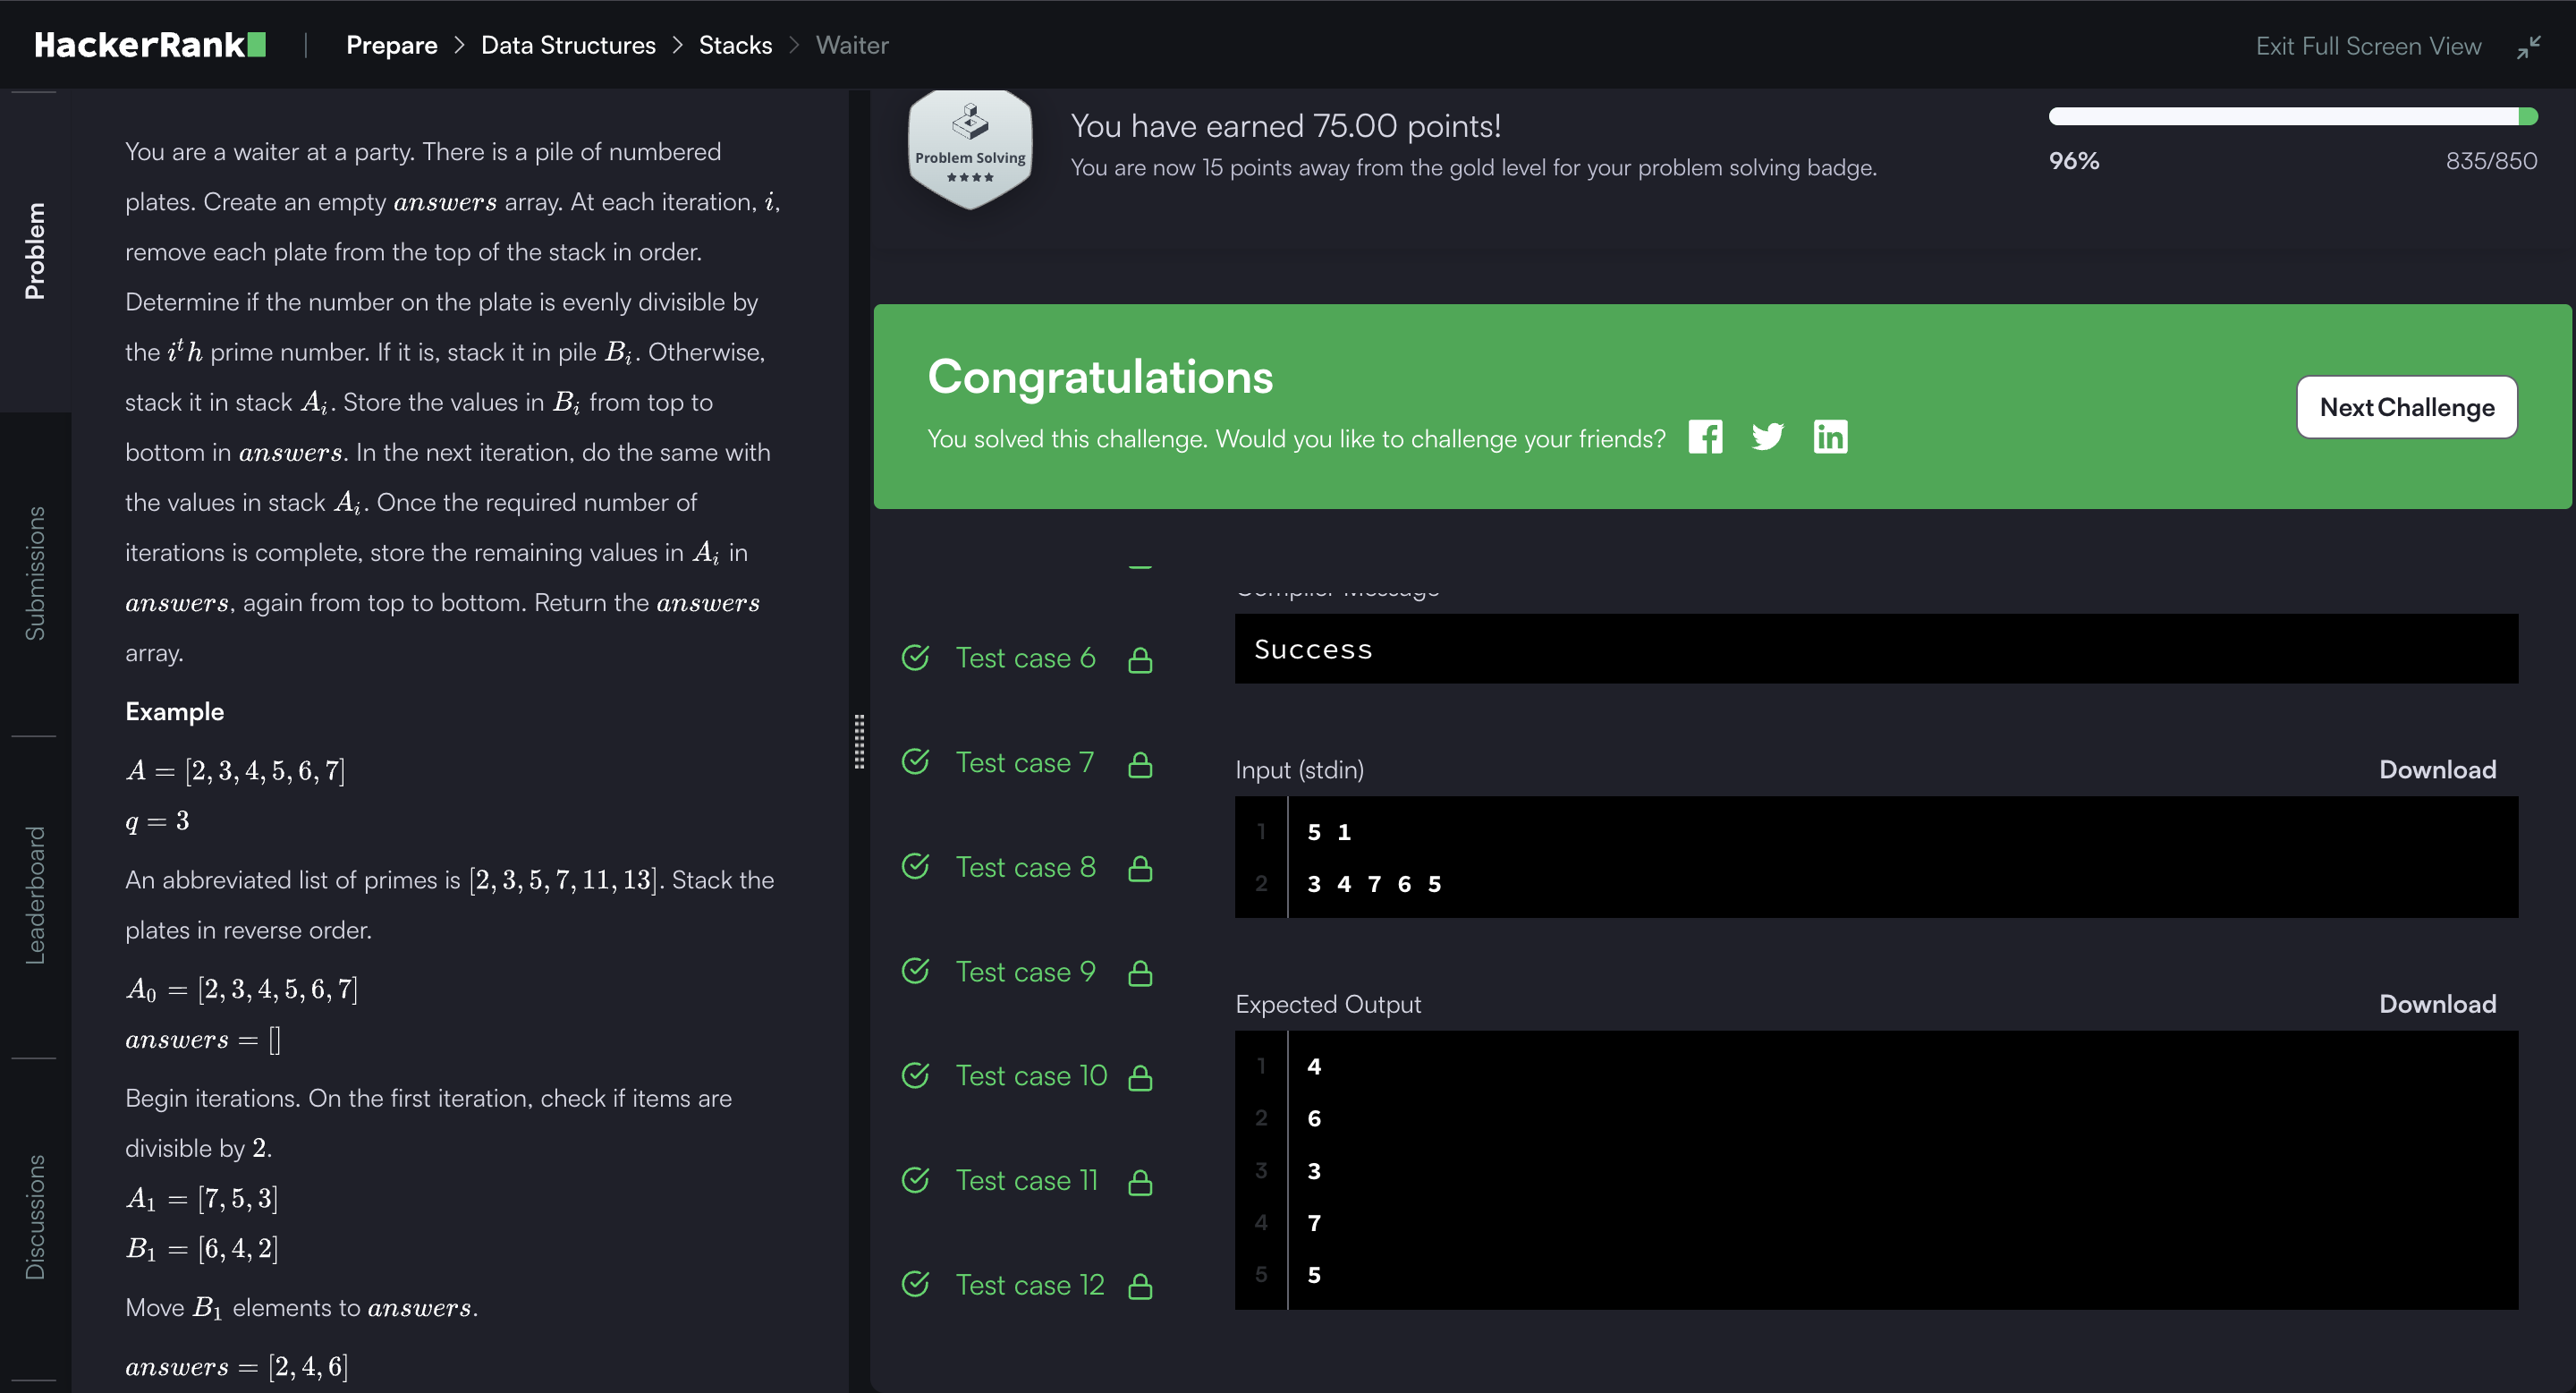 HackerRank | Prepare > Data Structures > Stacks > Waiter
Exit Full Screen View
Problem
Submissions
Leaderboard
Discussions
You are a waiter at a party. There is a pile of numbered
plates. Create an empty answers array. At each iteration, i,
remove each plate from the top of the stack in order.
Determine if the number on the plate is evenly divisible by
the i^th prime number. If it is, stack it in pile B_i. Otherwise,
stack it in stack A_i. Store the values in B_i from top to
bottom in answers. In the next iteration, do the same with
the values in stack A_i. Once the required number of
iterations is complete, store the remaining values in A_i in
answers, again from top to bottom. Return the answers
array.
Example
A = [2, 3, 4, 5, 6, 7]
q = 3
An abbreviated list of primes is [2, 3, 5, 7, 11, 13]. Stack the
plates in reverse order.
A_0 = [2, 3, 4, 5, 6, 7]
answers = []
Begin iterations. On the first iteration, check if items are
divisible by 2.
A_1 = [7, 5, 3]
B_1 = [6, 4, 2]
Move B_1 elements to answers.
answers = [2, 4, 6]
Problem Solving
You have earned 75.00 points!
You are now 15 points away from the gold level for your problem solving badge.
96%
835/850
Congratulations
You solved this challenge. Would you like to challenge your friends?
Next Challenge
Test case 6
Test case 7
Test case 8
Test case 9
Test case 10
Test case 11
Test case 12
Compiler Message
Success
Input (stdin)
Download
1 5 1
2 3 4 7 6 5
Expected Output
Download
1 4
2 6
3 3
4 7
5 5